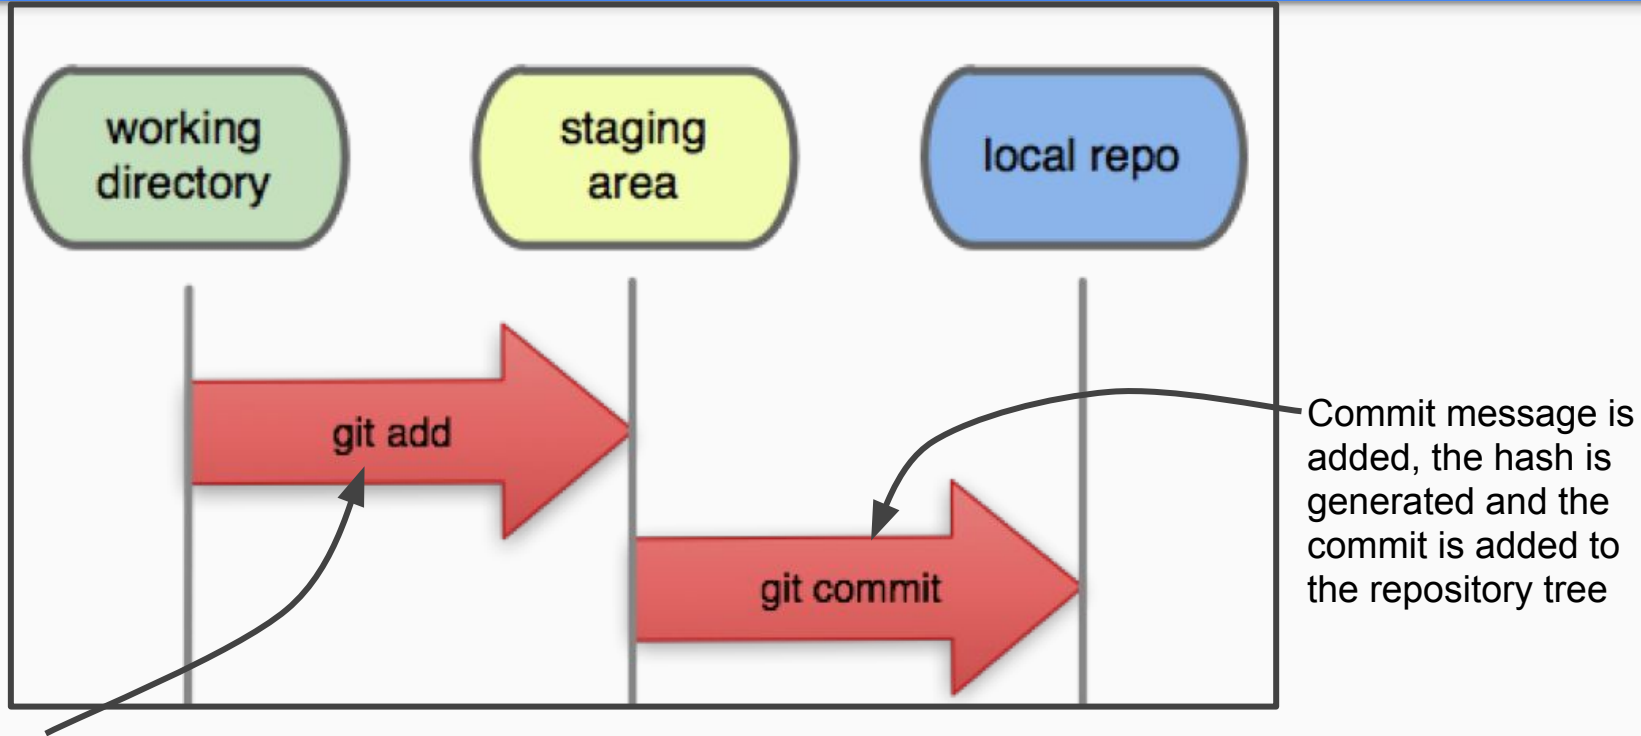 working
directory
staging
area
local repo
git add
git commit
Commit message is
added, the hash is
generated and the
commit is added to
the repository tree